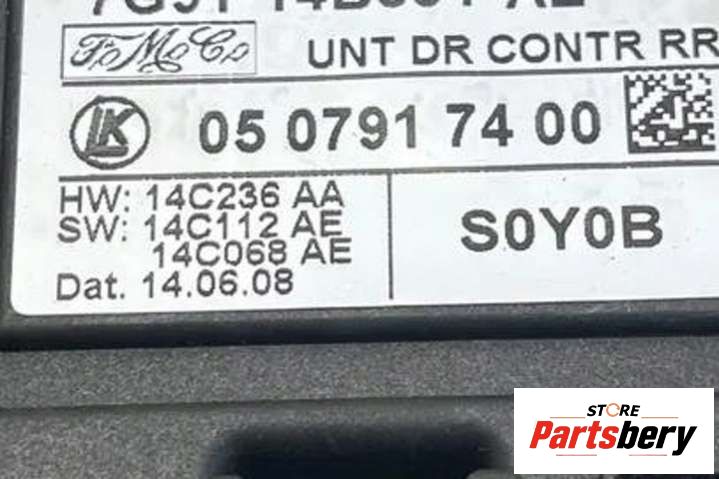 FoMoCo UNT DR CONTR RR
LK 05 0791 74 00
HW: 14C236 AA
SW: 14C112 AE
14C068 AE
Dat. 14.06.08
S0Y0B
STORE
Partsbery